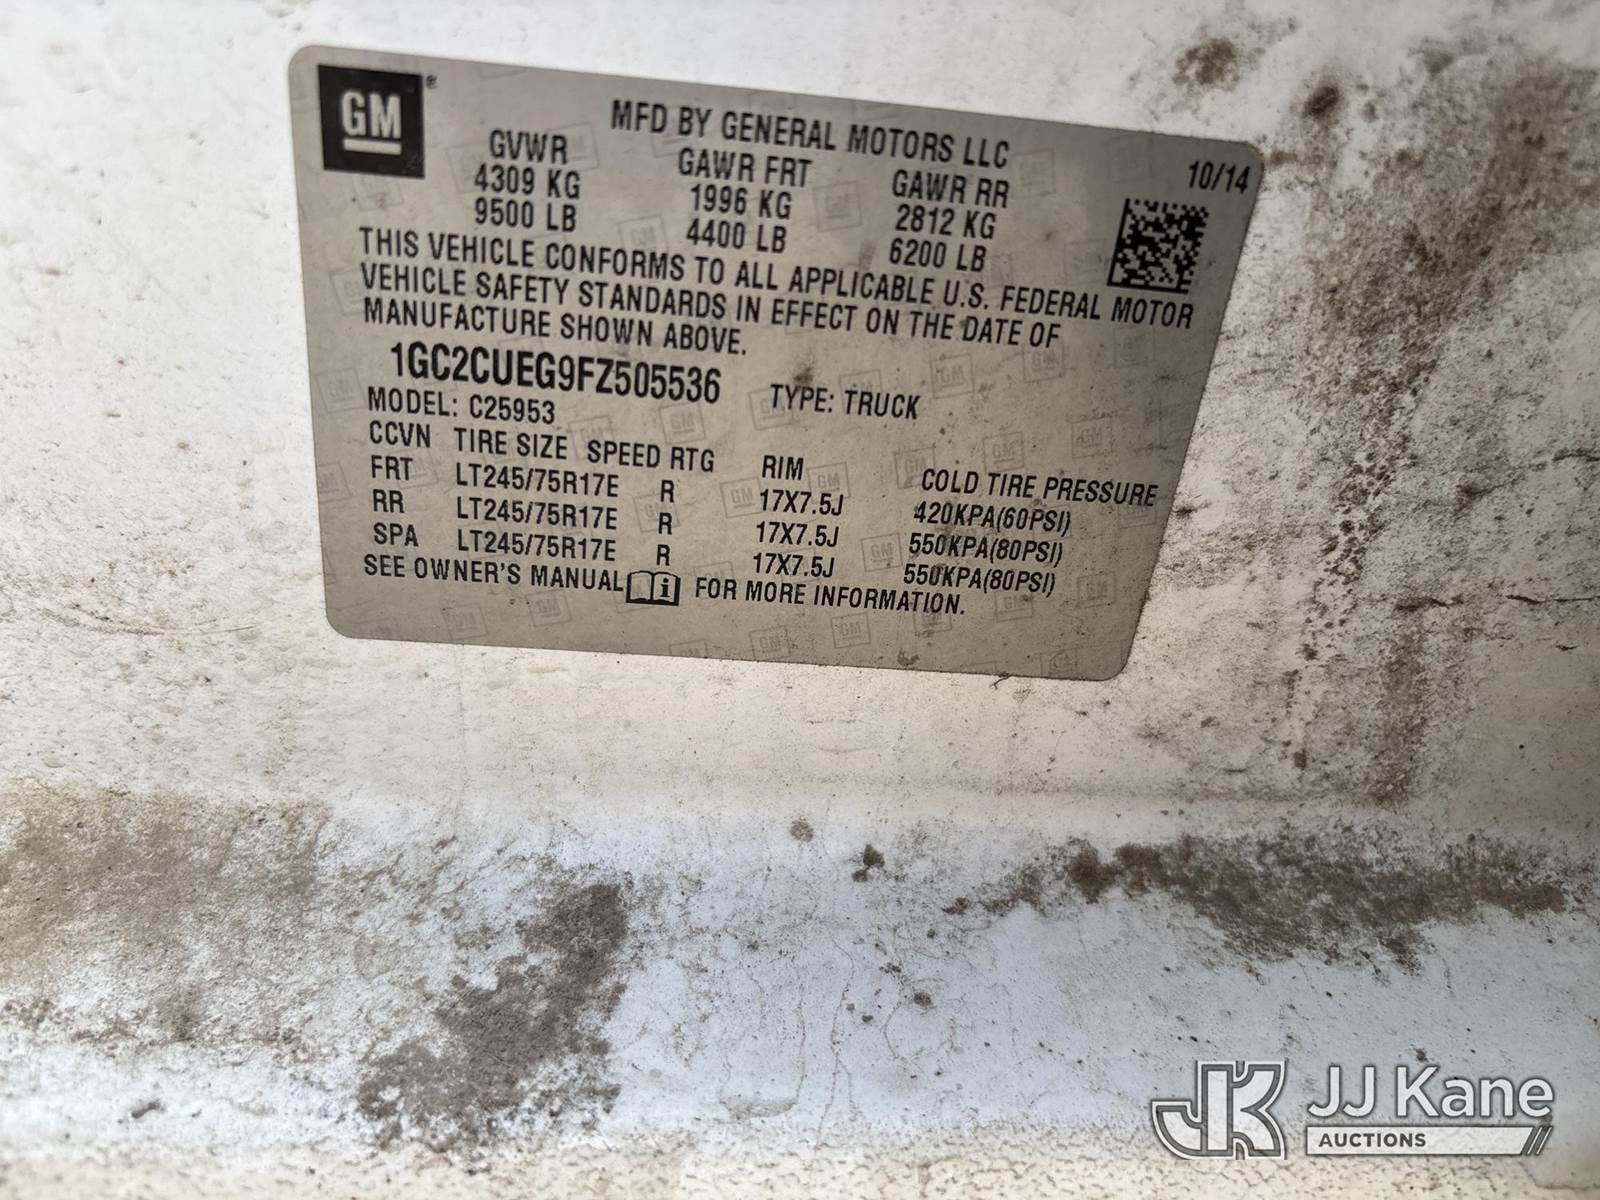 GM
MFD BY GENERAL MOTORS LLC
10/14
GVWR GAWR FRT GAWR RR
4309 KG 1996 KG 2812 KG
9500 LB 4400 LB 6200 LB
THIS VEHICLE CONFORMS TO ALL APPLICABLE U.S. FEDERAL MOTOR
VEHICLE SAFETY STANDARDS IN EFFECT ON THE DATE OF
MANUFACTURE SHOWN ABOVE.
1GC2CUEG9FZ505536 TYPE: TRUCK
MODEL: C25953
CCVN TIRE SIZE SPEED RTG RIM COLD TIRE PRESSURE
FRT LT245/75R17E R 17X7.5J 420KPA(60PSI)
RR LT245/75R17E R 17X7.5J 550KPA(80PSI)
SPA LT245/75R17E R 17X7.5J 550KPA(80PSI)
SEE OWNER'S MANUAL FOR MORE INFORMATION.
JK JJ Kane
AUCTIONS